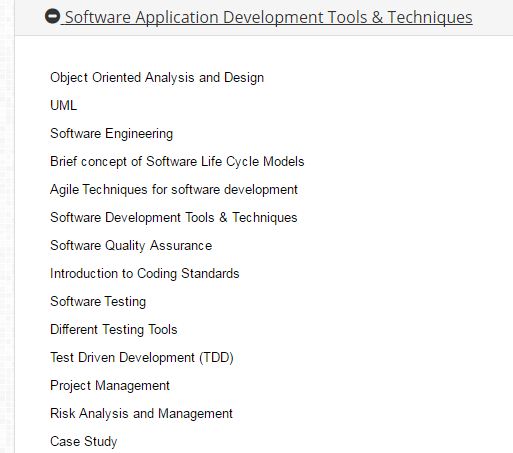 Software Application Development Tools & Techniques
Object Oriented Analysis and Design
UML
Software Engineering
Brief concept of Software Life Cycle Models
Agile Techniques for software development
Software Development Tools & Techniques
Software Quality Assurance
Introduction to Coding Standards
Software Testing
Different Testing Tools
Test Driven Development (TDD)
Project Management
Risk Analysis and Management
Case Study